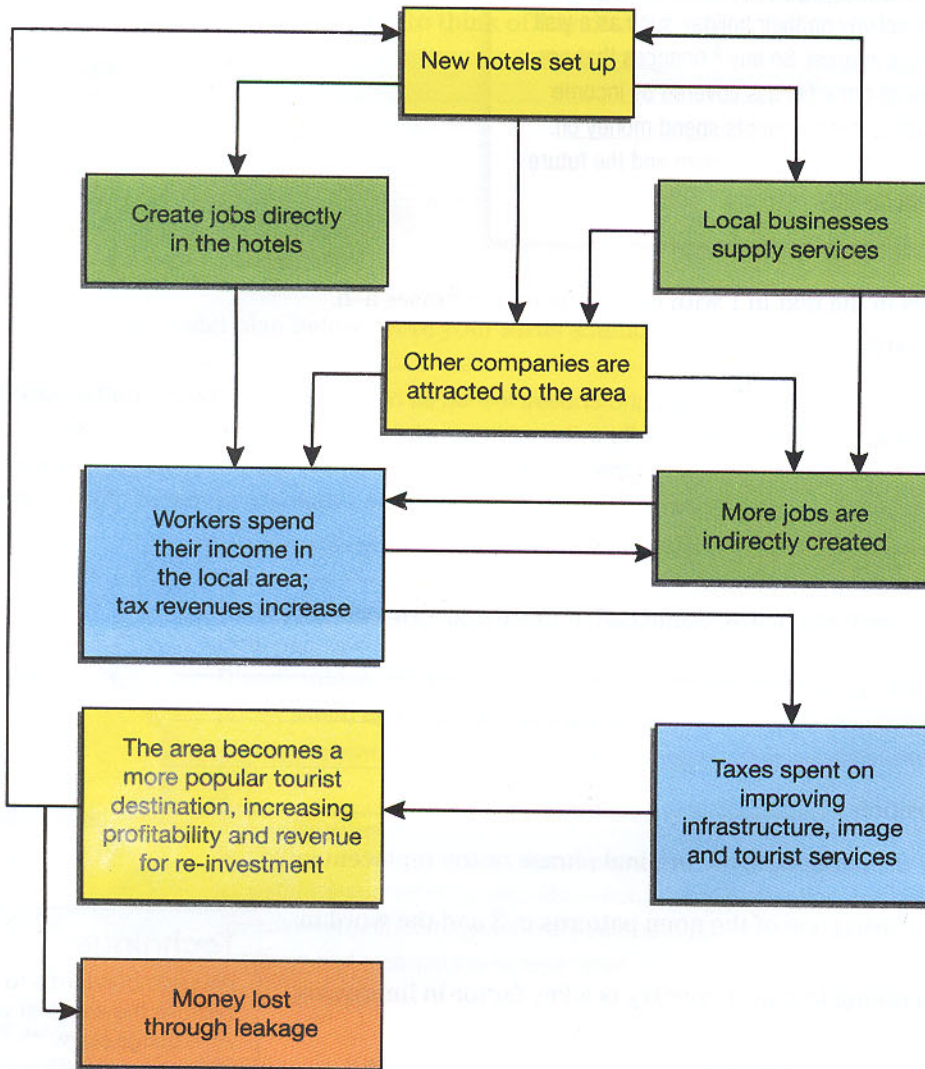 New hotels set up
Create jobs directly
in the hotels
Local businesses
supply services
Other companies are
attracted to the area
Workers spend
their income in
the local area;
tax revenues increase
More jobs are
indirectly created
The area becomes a
more popular tourist
destination, increasing
profitability and revenue
for re-investment
Taxes spent on
improving
infrastructure, image
and tourist services
Money lost
through leakage